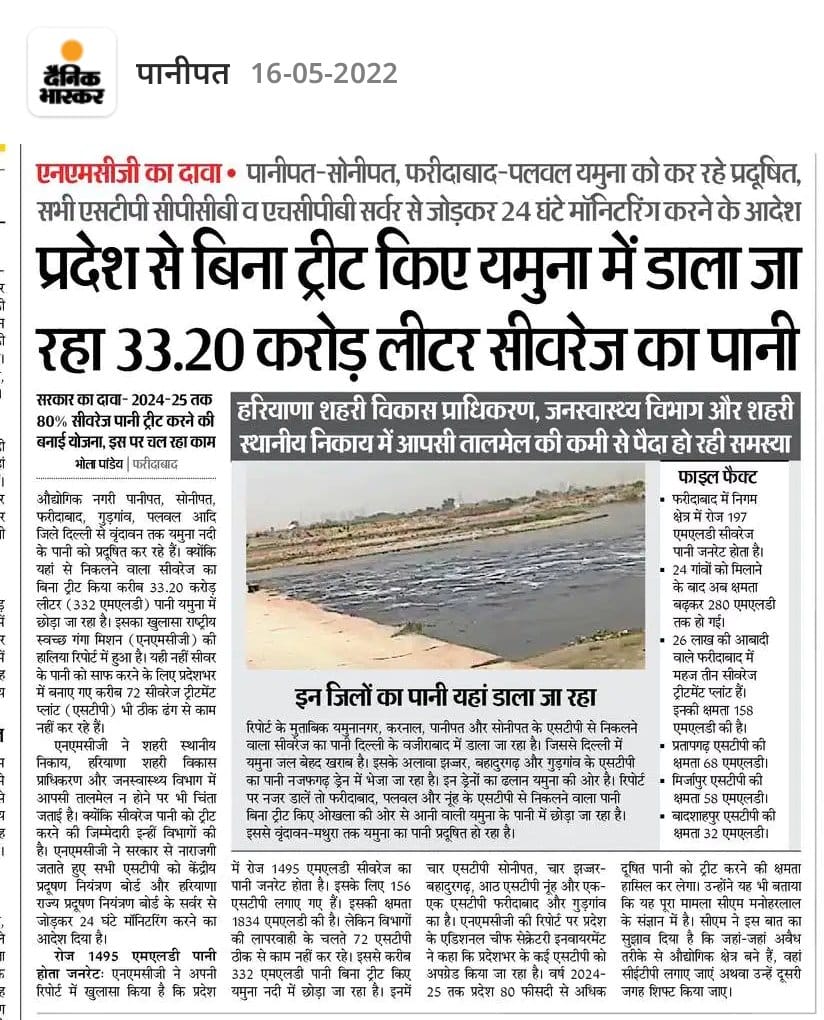 दैनिक
भास्कर
पानीपत 16-05-2022
एनएमसीजी का दावा • पानीपत-सोनीपत, फरीदाबाद-पलवल यमुना को कर रहे प्रदूषित,
सभी एसटीपी सीपीसीबी व एचसीपीबी सर्वर से जोड़कर 24 घंटे मॉनिटरिंग करने के आदेश
प्रदेश से बिना ट्रीट किए यमुना में डाला जा
रहा 33.20 करोड़ लीटर सीवरेज का पानी
सरकार का दावा- 2024-25 तक
80% सीवरेज पानी ट्रीट करने की
बनाई योजना, इस पर चल रहा काम
भोला पांडेय | फरीदाबाद
औद्योगिक नगरी पानीपत, सोनीपत,
फरीदाबाद, गुड़गांव, पलवल आदि
जिले दिल्ली से वृंदावन तक यमुना नदी
के पानी को प्रदूषित कर रहे हैं। क्योंकि
यहां से निकलने वाला सीवरेज का
बिना ट्रीट किया करीब 33.20 करोड़
लीटर (332 एमएलडी) पानी यमुना में
छोड़ा जा रहा है। इसका खुलासा राष्ट्रीय
स्वच्छ गंगा मिशन (एनएमसीजी) की
हालिया रिपोर्ट में हुआ है। यही नहीं सीवर
के पानी को साफ करने के लिए प्रदेशभर
में बनाए गए करीब 72 सीवरेज ट्रीटमेंट
प्लांट (एसटीपी) भी ठीक ढंग से काम
नहीं कर रहे हैं।
एनएमसीजी ने शहरी स्थानीय
निकाय, हरियाणा शहरी विकास
प्राधिकरण और जनस्वास्थ्य विभाग में
आपसी तालमेल न होने पर भी चिंता
जताई है। क्योंकि सीवरेज पानी को ट्रीट
करने की जिम्मेदारी इन्हीं विभागों की
है। एनएमसीजी ने सरकार से नाराजगी
जताते हुए सभी एसटीपी को केंद्रीय
प्रदूषण नियंत्रण बोर्ड और हरियाणा
राज्य प्रदूषण नियंत्रण बोर्ड के सर्वर से
जोड़कर 24 घंटे मॉनिटरिंग करने का
आदेश दिया है।
रोज 1495 एमएलडी पानी
होता जनरेट: एनएमसीजी ने अपनी
रिपोर्ट में खुलासा किया है कि प्रदेश
हरियाणा शहरी विकास प्राधिकरण, जनस्वास्थ्य विभाग और शहरी
स्थानीय निकाय में आपसी तालमेल की कमी से पैदा हो रही समस्या
इन जिलों का पानी यहां डाला जा रहा
रिपोर्ट के मुताबिक यमुनानगर, करनाल, पानीपत और सोनीपत के एसटीपी से निकलने
वाला सीवरेज का पानी दिल्ली के वजीराबाद में डाला जा रहा है। जिससे दिल्ली में
यमुना जल बेहद खराब है। इसके अलावा झज्जर, बहादुरगढ़ और गुड़गांव के एसटीपी
का पानी नजफगढ़ ड्रेन में भेजा जा रहा है। इन ड्रेनों का ढलान यमुना की ओर है। रिपोर्ट
पर नजर डालें तो फरीदाबाद, पलवल और नूंह के एसटीपी से निकलने वाला पानी
बिना ट्रीट किए ओखला की ओर से आनी वाली यमुना के पानी में छोड़ा जा रहा है।
इससे वृंदावन-मथुरा तक यमुना का पानी प्रदूषित हो रहा है।
फाइल फैक्ट
▪ फरीदाबाद में निगम
क्षेत्र में रोज 197
एमएलडी सीवरेज
पानी जनरेट होता है।
▪ 24 गांवों को मिलाने
के बाद अब क्षमता
बढ़कर 280 एमएलडी
तक हो गई।
▪ 26 लाख की आबादी
वाले फरीदाबाद में
महज तीन सीवरेज
ट्रीटमेंट प्लांट हैं।
इनकी क्षमता 158
एमएलडी की है।
▪ प्रतापगढ़ एसटीपी की
क्षमता 68 एमएलडी।
▪ मिर्जापुर एसटीपी की
क्षमता 58 एमएलडी।
▪ बादशाहपुर एसटीपी की
क्षमता 32 एमएलडी।
में रोज 1495 एमएलडी सीवरेज का
पानी जनरेट होता है। इसके लिए 156
एसटीपी लगाए गए हैं। इसकी क्षमता
1834 एमएलडी की है। लेकिन विभागों
की लापरवाही के चलते 72 एसटीपी
ठीक से काम नहीं कर रहे। इससे करीब
332 एमएलडी पानी बिना ट्रीट किए
यमुना नदी में छोड़ा जा रहा है। इनमें
चार एसटीपी सोनीपत, चार झज्जर-
बहादुरगढ़, आठ एसटीपी नूंह और एक-
एक एसटीपी फरीदाबाद और गुड़गांव
का है। एनएमसीजी की रिपोर्ट पर प्रदेश
के एडिशनल चीफ सेक्रेटरी इनवायरमेंट
ने कहा कि प्रदेशभर के कई एसटीपी को
अपग्रेड किया जा रहा है। वर्ष 2024-
25 तक प्रदेश 80 फीसदी से अधिक
दूषित पानी को ट्रीट करने की क्षमता
हासिल कर लेगा। उन्होंने यह भी बताया
कि यह पूरा मामला सीएम मनोहरलाल
के संज्ञान में है। सीएम ने इस बात का
सुझाव दिया है कि जहां-जहां अवैध
तरीके से औद्योगिक क्षेत्र बने हैं, वहां
सीईटीपी लगाए जाएं अथवा उन्हें दूसरी
जगह शिफ्ट किया जाए।